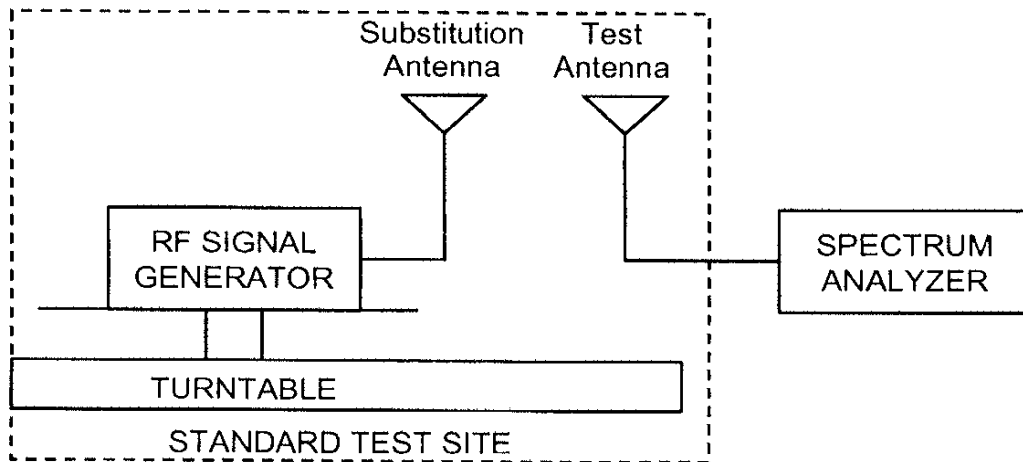 Substitution
Antenna
Test
Antenna
RF SIGNAL
GENERATOR
SPECTRUM
ANALYZER
TURNTABLE
STANDARD TEST SITE